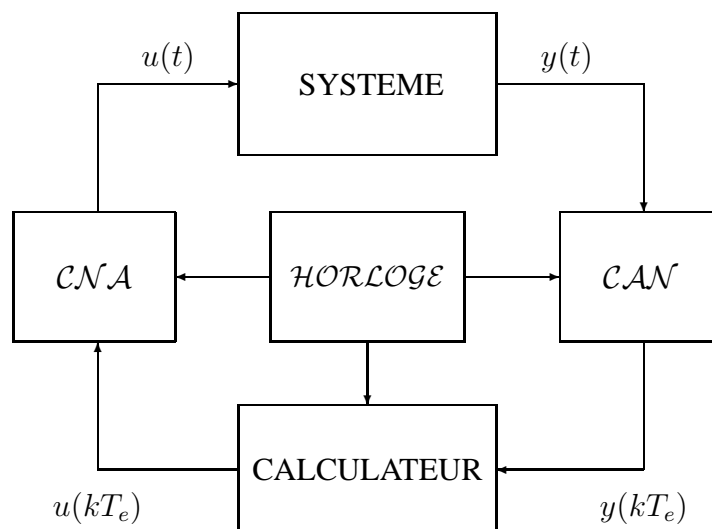 u(t)
SYSTEME
y(t)
CNA
HORLOGE
CAN
CALCULATEUR
u(kTₑ)
y(kTₑ)